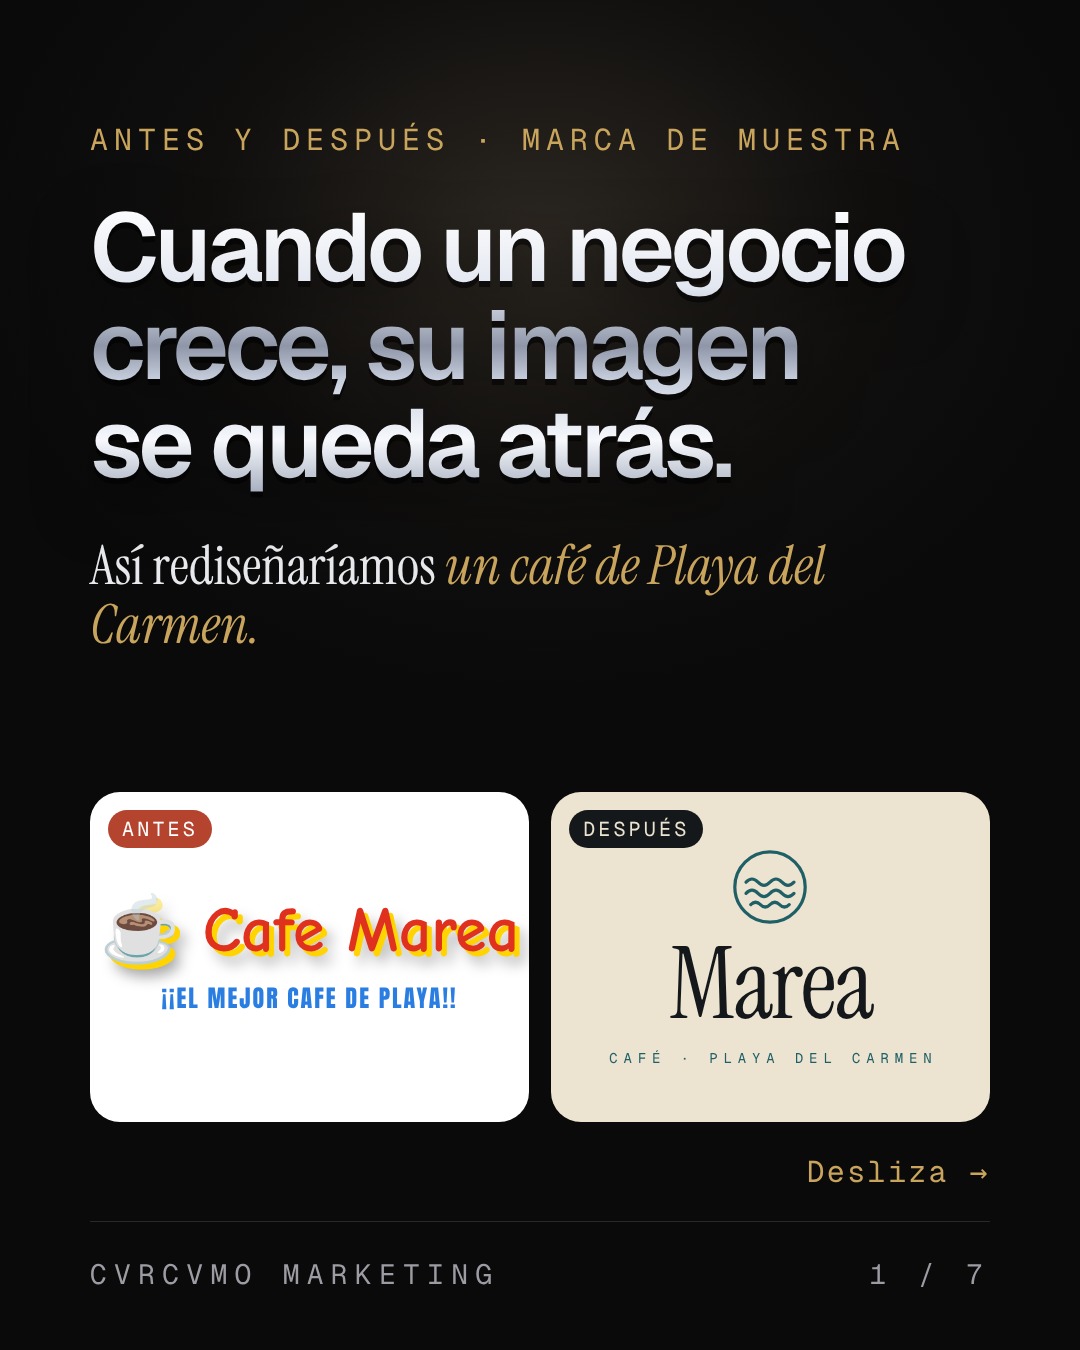 ANTES Y DESPUÉS · MARCA DE MUESTRA
Cuando un negocio
crece, su imagen
se queda atrás.
Así rediseñaríamos un café de Playa del
Carmen.
ANTES
Cafe Marea
¡¡EL MEJOR CAFE DE PLAYA!!
DESPUÉS
Marea
CAFÉ · PLAYA DEL CARMEN
Desliza →
CVRCVMO MARKETING
1 / 7